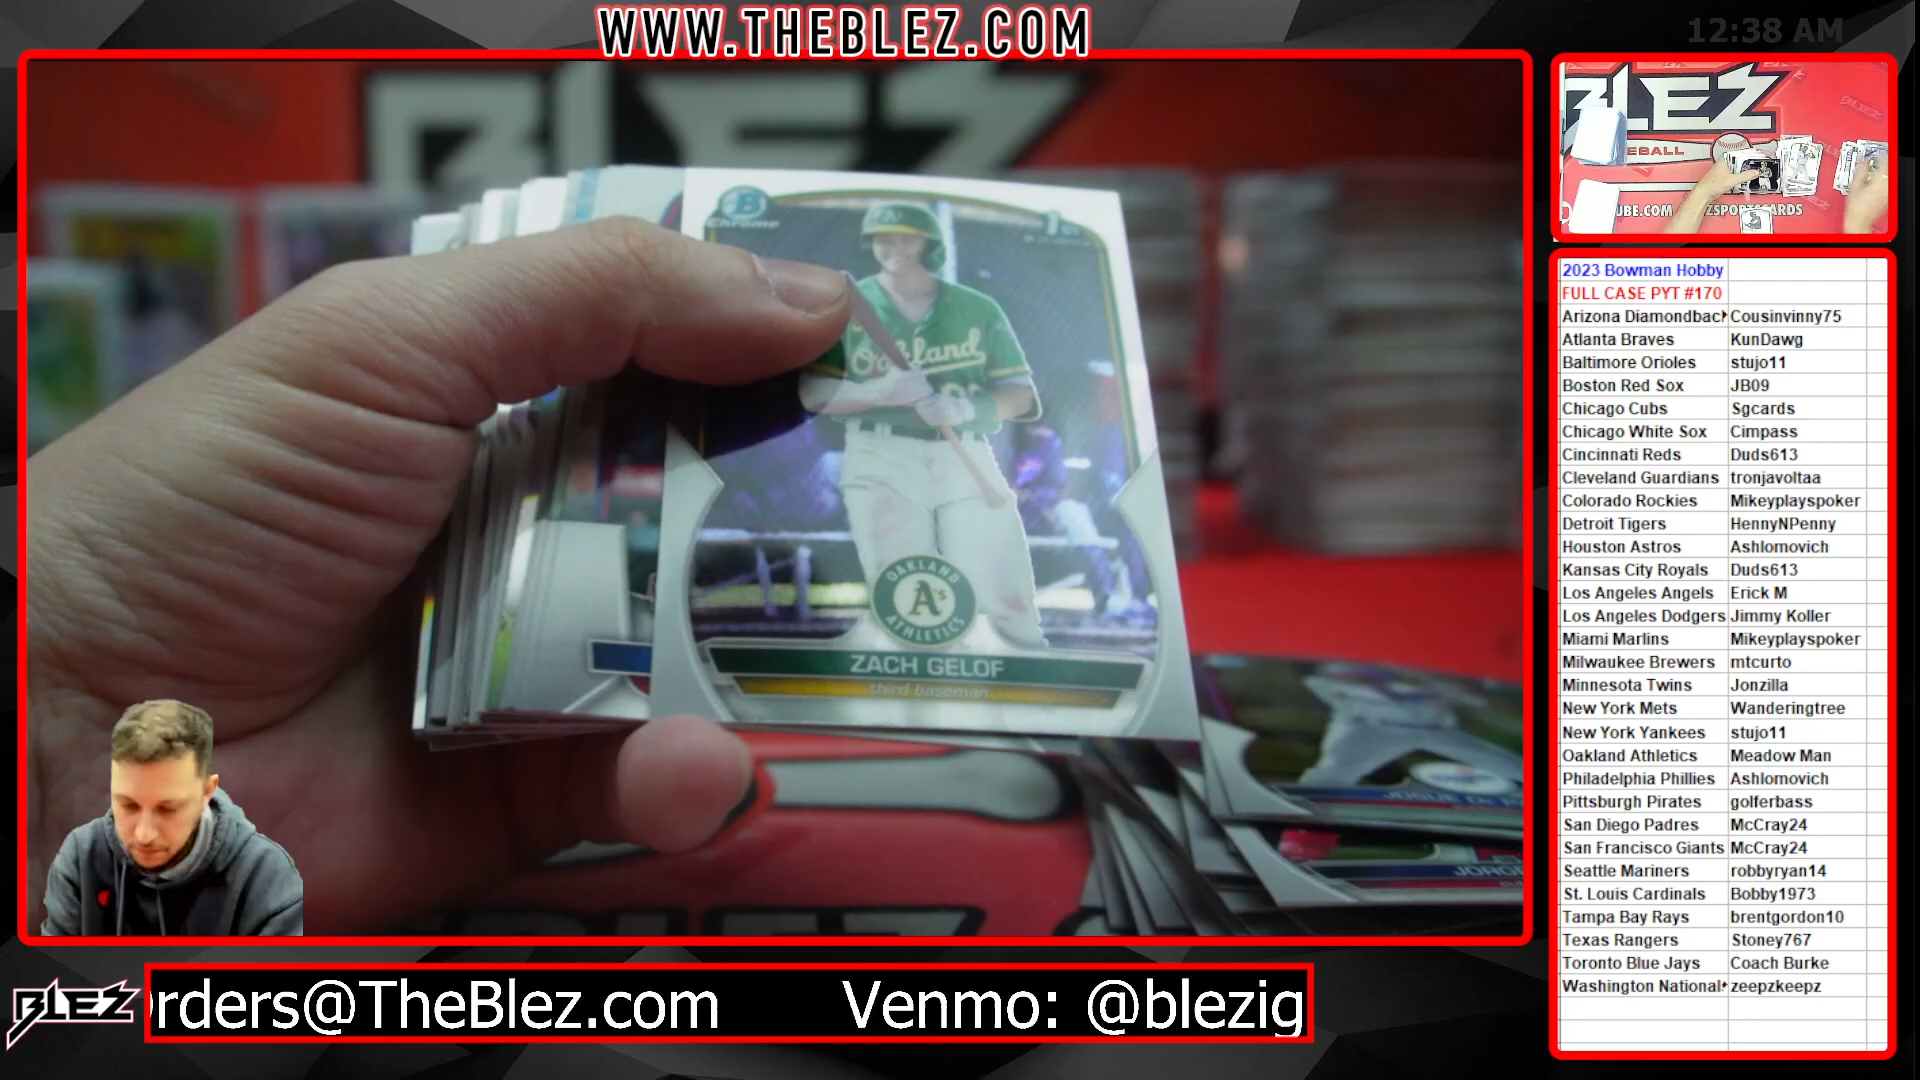 WWW.THEBLEZ.COM
12:38 AM
BLEZ
Chrome
Oakland
OAKLAND
A's
ATHLETICS
ZACH GELOF
third baseman
JOSUE
JORGE
BLEZ
2023 Bowman Hobby
FULL CASE PYT #170
Arizona Diamondback Cousinvinny75
Atlanta Braves KunDawg
Baltimore Orioles stujo11
Boston Red Sox JB09
Chicago Cubs Sgcards
Chicago White Sox Cimpass
Cincinnati Reds Duds613
Cleveland Guardians tronjavoltaa
Colorado Rockies Mikeyplayspoker
Detroit Tigers HennyNPenny
Houston Astros Ashlomovich
Kansas City Royals Duds613
Los Angeles Angels Erick M
Los Angeles Dodgers Jimmy Koller
Miami Marlins Mikeyplayspoker
Milwaukee Brewers mtcurto
Minnesota Twins Jonzilla
New York Mets Wanderingtree
New York Yankees stujo11
Oakland Athletics Meadow Man
Philadelphia Phillies Ashlomovich
Pittsburgh Pirates golferbass
San Diego Padres McCray24
San Francisco Giants McCray24
Seattle Mariners robbyryan14
St. Louis Cardinals Bobby1973
Tampa Bay Rays brentgordon10
Texas Rangers Stoney767
Toronto Blue Jays Coach Burke
Washington Nationals zeepzkeepz
BLEZ
rders@TheBlez.com Venmo: @blezig